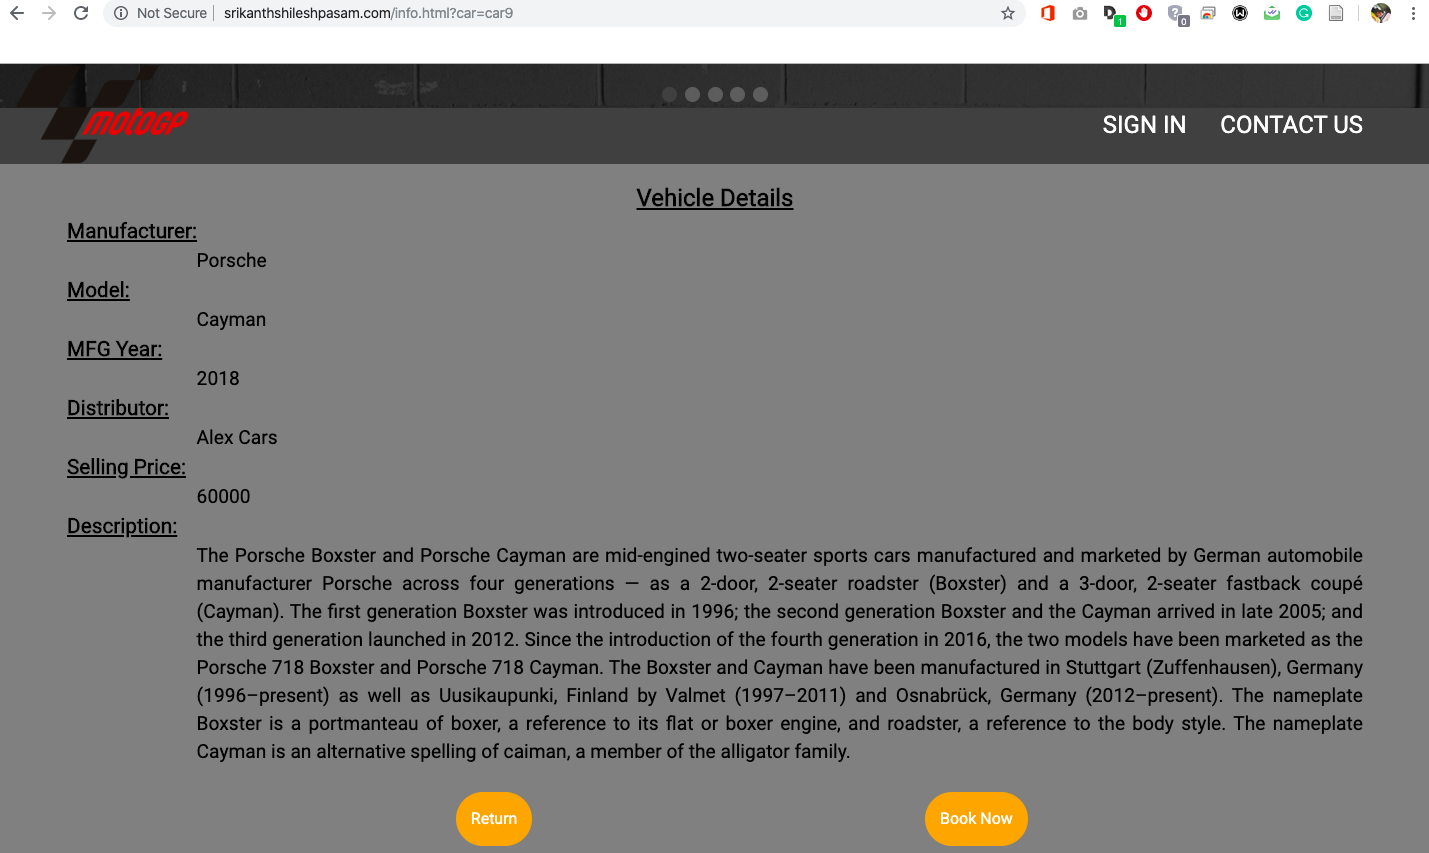 Not Secure srikanthshileshpasam.com/info.html?car=car9
1
0
motoGP
SIGN IN CONTACT US
Vehicle Details
Manufacturer:
Porsche
Model:
Cayman
MFG Year:
2018
Distributor:
Alex Cars
Selling Price:
60000
Description:
The Porsche Boxster and Porsche Cayman are mid-engined two-seater sports cars manufactured and marketed by German automobile
manufacturer Porsche across four generations — as a 2-door, 2-seater roadster (Boxster) and a 3-door, 2-seater fastback coupé
(Cayman). The first generation Boxster was introduced in 1996; the second generation Boxster and the Cayman arrived in late 2005; and
the third generation launched in 2012. Since the introduction of the fourth generation in 2016, the two models have been marketed as the
Porsche 718 Boxster and Porsche 718 Cayman. The Boxster and Cayman have been manufactured in Stuttgart (Zuffenhausen), Germany
(1996–present) as well as Uusikaupunki, Finland by Valmet (1997–2011) and Osnabrück, Germany (2012–present). The nameplate
Boxster is a portmanteau of boxer, a reference to its flat or boxer engine, and roadster, a reference to the body style. The nameplate
Cayman is an alternative spelling of caiman, a member of the alligator family.
Return Book Now